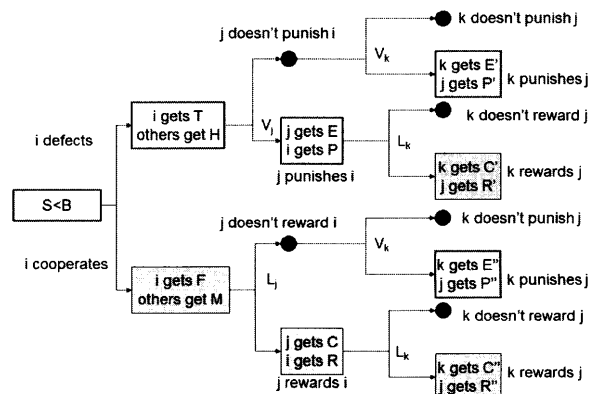 k doesn't punish j
j doesn't punish i
V_k
k gets E'
j gets P'
k punishes j
i gets T
others get H
i defects
V_j
j gets E
i gets P
j punishes i
k doesn't reward j
L_k
k gets C'
j gets R'
k rewards j
S<B
i cooperates
j doesn't reward i
k doesn't punish j
V_k
i gets F
others get M
L_j
k gets E"
j gets P"
k punishes j
j gets C
i gets R
j rewards i
k doesn't reward j
L_k
k gets C"
j gets R"
k rewards j